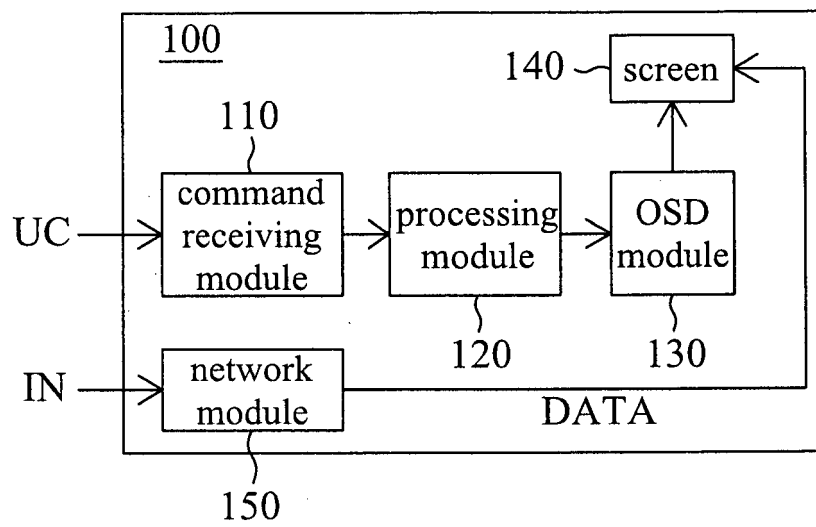 100
140
screen
110
UC
command
receiving
module
processing
module
OSD
module
120
130
IN
network
module
DATA
150